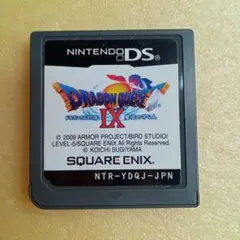 NINTENDO DS
DRAGON QUEST
IX
© 2009 ARMOR PROJECT/BIRD STUDIO/
LEVEL-5/SQUARE ENIX All Rights Reserved.
© KOICHI SUGIYAMA
SQUARE ENIX
NTR-YDQJ-JPN